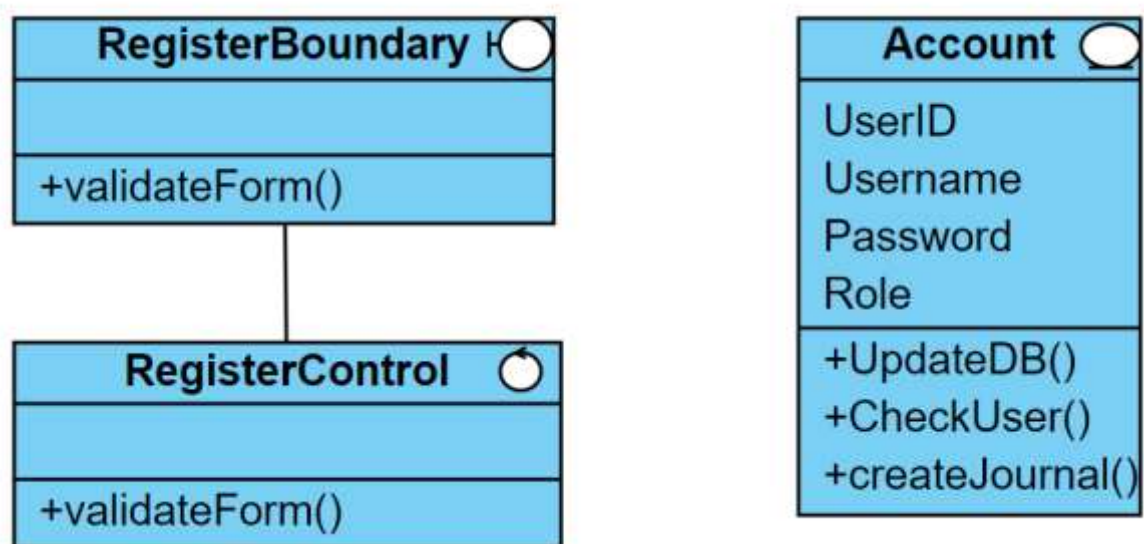 RegisterBoundary
+validateForm()
RegisterControl
+validateForm()
Account
UserID
Username
Password
Role
+UpdateDB()
+CheckUser()
+createJournal()